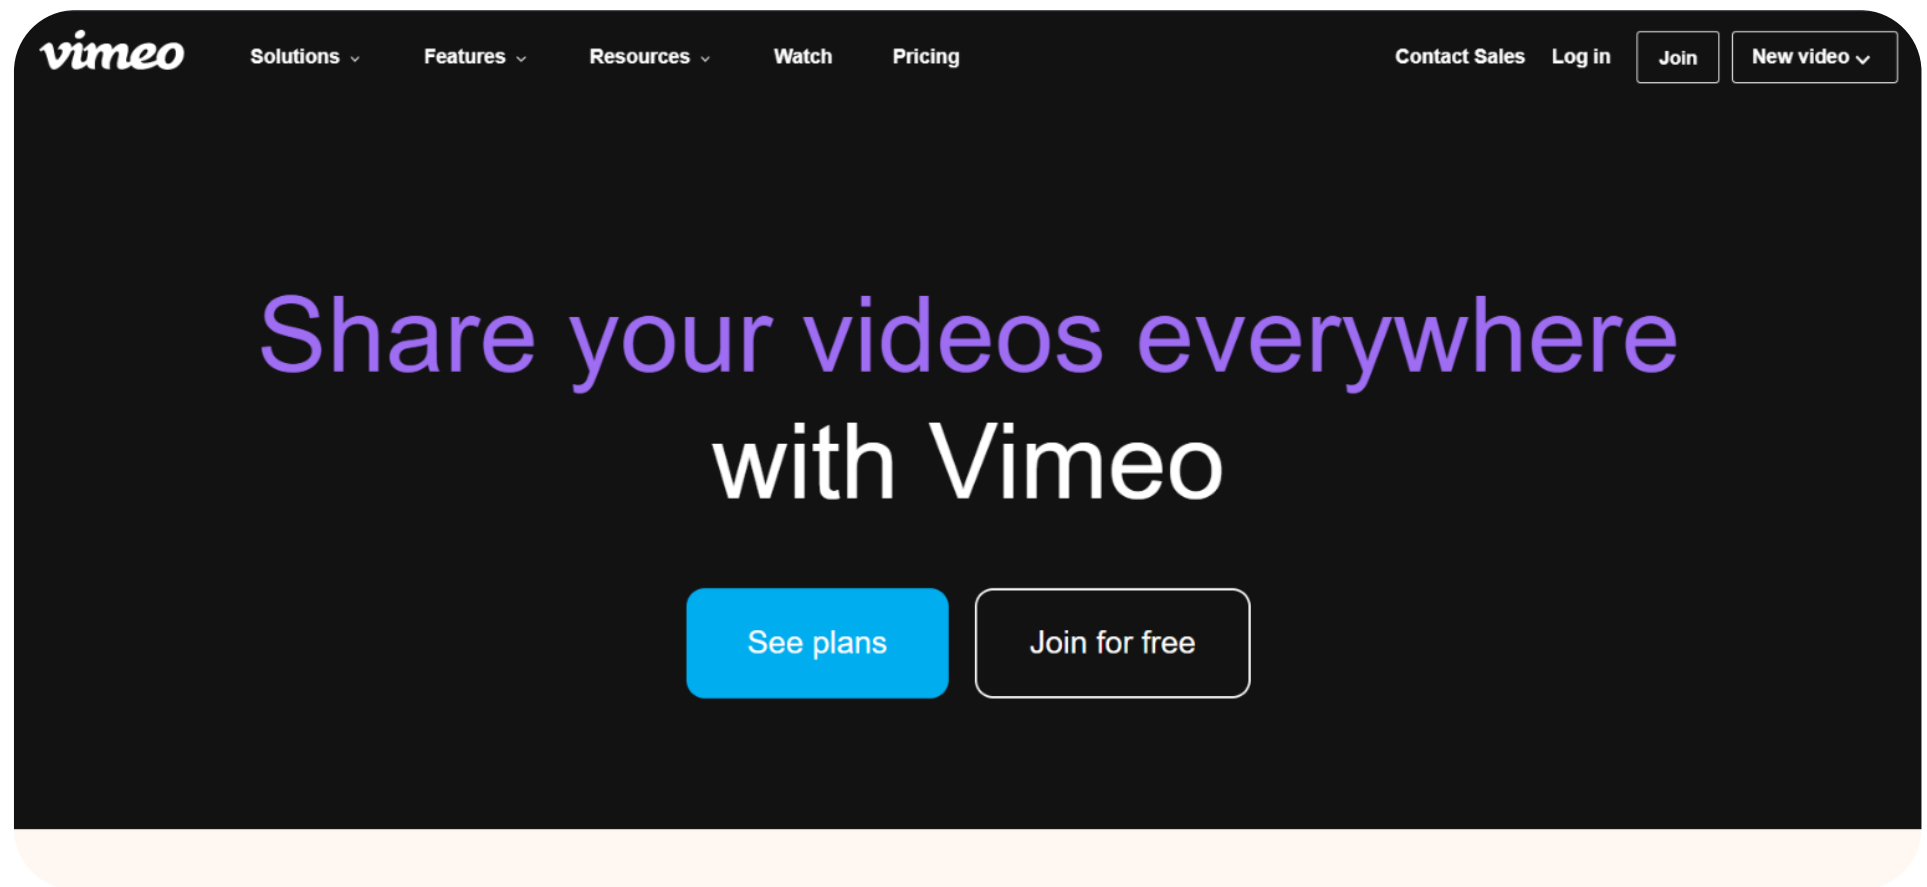 vimeo Solutions Features Resources Watch Pricing Contact Sales Log in Join New video
Share your videos everywhere
with Vimeo
See plans Join for free